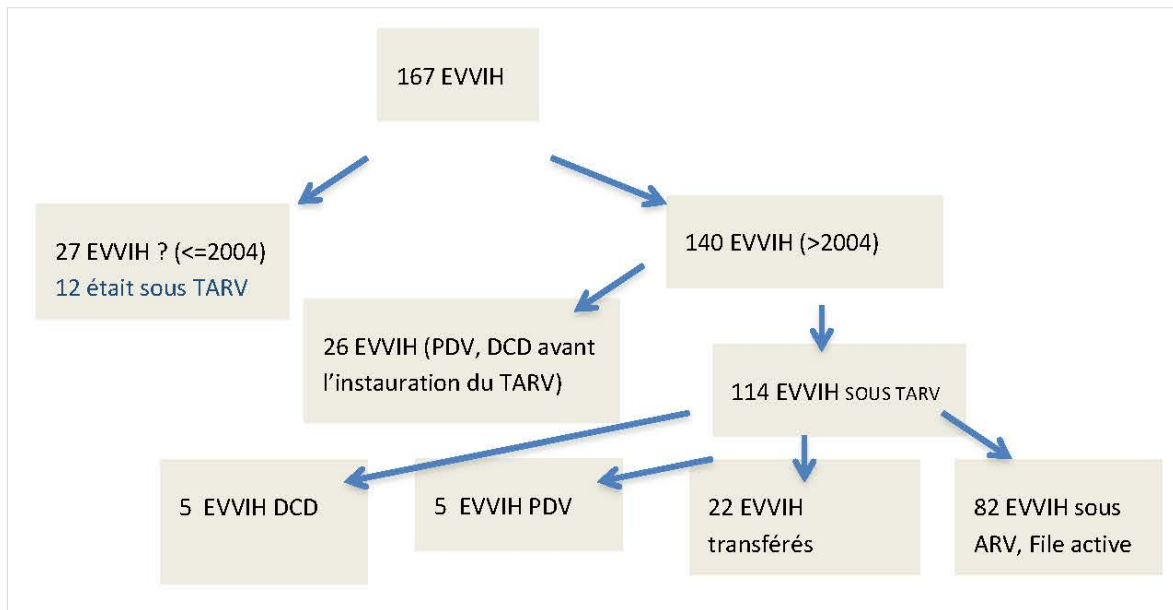 167 EVVIH
27 EVVIH ? (<=2004)
12 était sous TARV
140 EVVIH (>2004)
26 EVVIH (PDV, DCD avant
l'instauration du TARV)
114 EVVIH SOUS TARV
5 EVVIH DCD
5 EVVIH PDV
22 EVVIH
transférés
82 EVVIH sous
ARV, File active